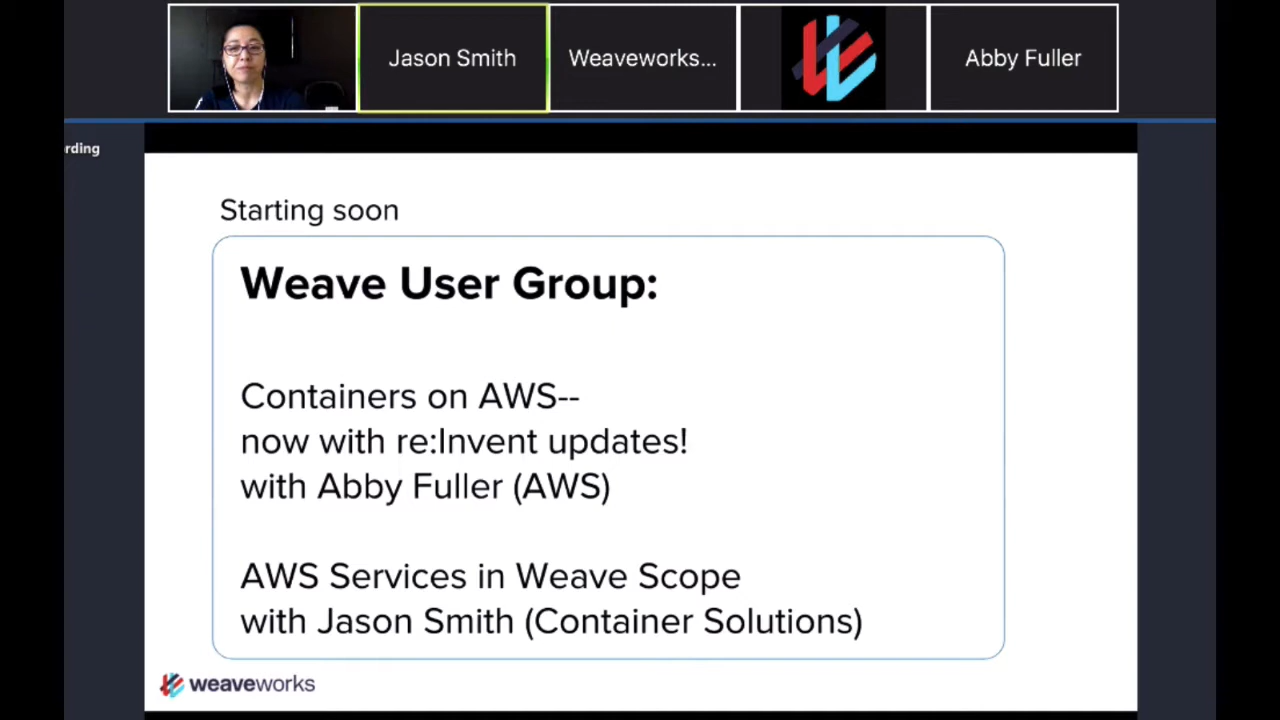 Jason Smith
Weaveworks...
Abby Fuller
rding
Starting soon
Weave User Group:
Containers on AWS--
now with re:Invent updates!
with Abby Fuller (AWS)
AWS Services in Weave Scope
with Jason Smith (Container Solutions)
weaveworks